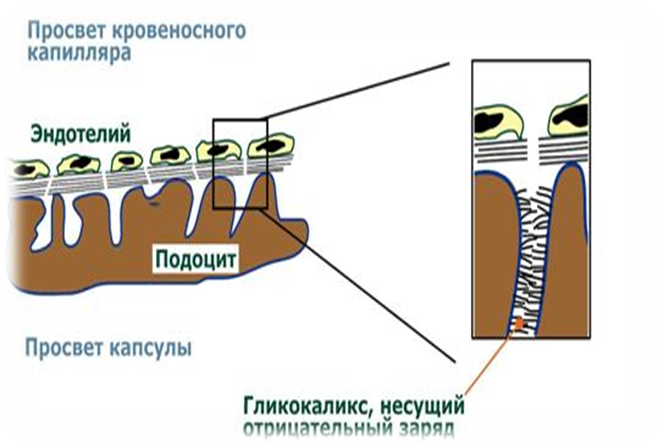 Просвет кровеносного
капилляра
Эндотелий
Подоцит
Просвет капсулы
Гликокаликс, несущий
отрицательный заряд